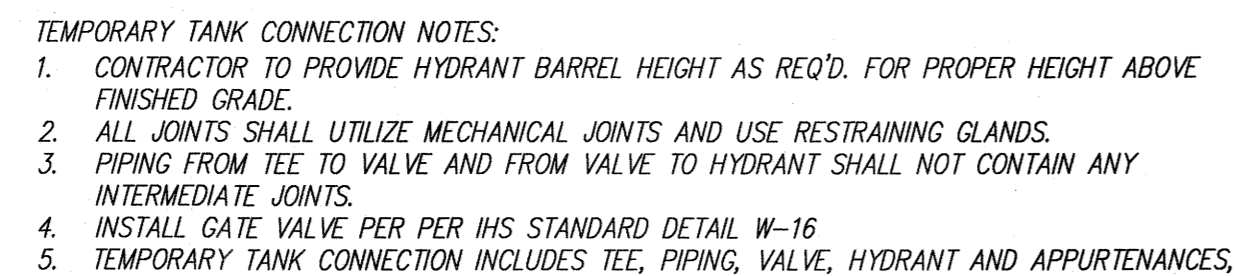 TEMPORARY TANK CONNECTION NOTES:
1. CONTRACTOR TO PROVIDE HYDRANT BARREL HEIGHT AS REQ'D. FOR PROPER HEIGHT ABOVE
FINISHED GRADE.
2. ALL JOINTS SHALL UTILIZE MECHANICAL JOINTS AND USE RESTRAINING GLANDS.
3. PIPING FROM TEE TO VALVE AND FROM VALVE TO HYDRANT SHALL NOT CONTAIN ANY
INTERMEDIATE JOINTS.
4. INSTALL GATE VALVE PER PER IHS STANDARD DETAIL W-16
5. TEMPORARY TANK CONNECTION INCLUDES TEE, PIPING, VALVE, HYDRANT AND APPURTENANCES,